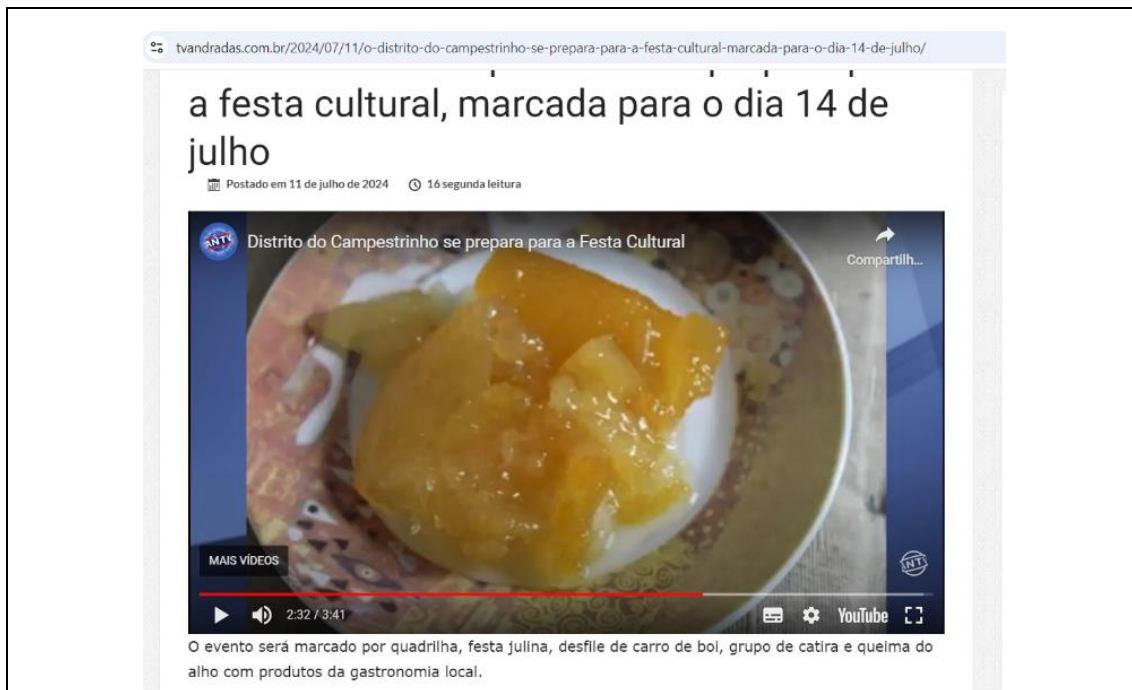 tvandradas.com.br/2024/07/11/o-distrito-do-campestrinho-se-prepara-para-a-festa-cultural-marcada-para-o-dia-14-de-julho/
a festa cultural, marcada para o dia 14 de
julho
Postado em 11 de julho de 2024 16 segunda leitura
ANTV Distrito do Campestrinho se prepara para a Festa Cultural
Compartilh...
MAIS VÍDEOS
ANTV
2:32 / 3:41 YouTube
O evento será marcado por quadrilha, festa julina, desfile de carro de boi, grupo de catira e queima do
alho com produtos da gastronomia local.